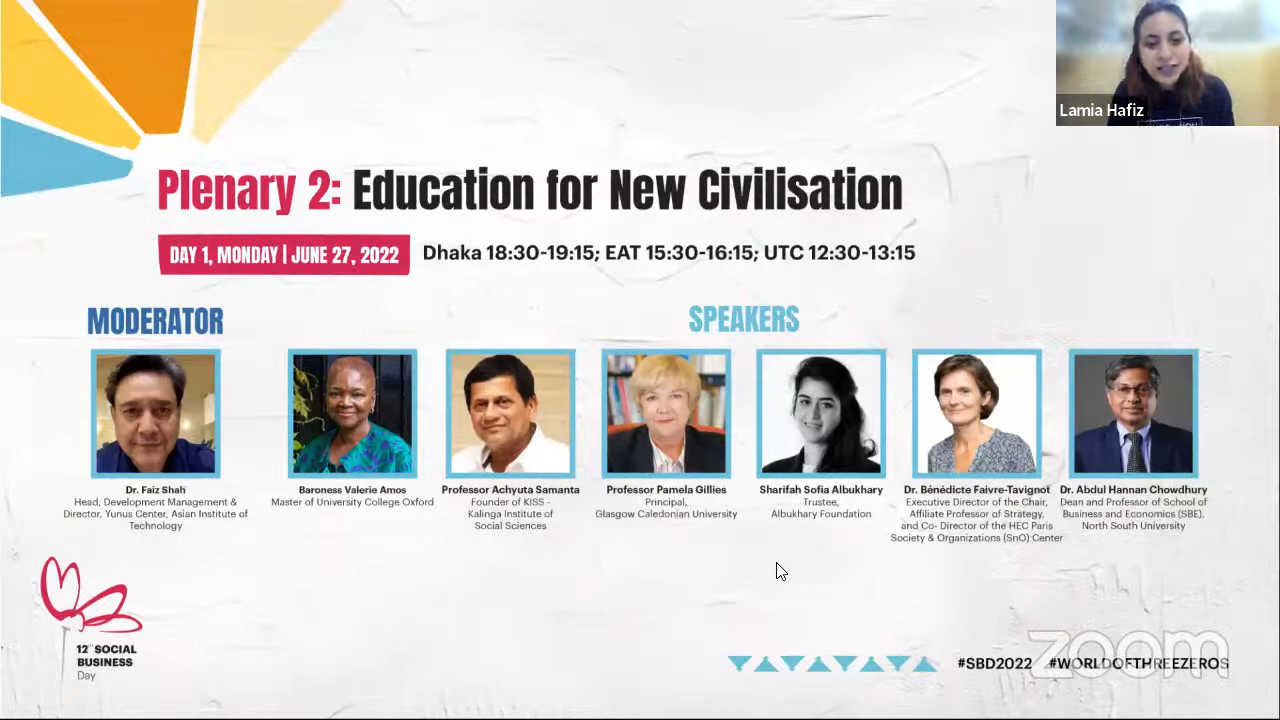 Lamia Hafiz
Plenary 2: Education for New Civilisation
DAY 1, MONDAY | JUNE 27, 2022
Dhaka 18:30-19:15; EAT 15:30-16:15; UTC 12:30-13:15
MODERATOR
SPEAKERS
Dr. Faiz Shah
Head, Development Management &
Director, Yunus Center, Asian Institute of
Technology
Baroness Valerie Amos
Master of University College Oxford
Professor Achyuta Samanta
Founder of KISS -
Kalinga Institute of
Social Sciences
Professor Pamela Gillies
Principal,
Glasgow Caledonian University
Sharifah Sofia Albukhary
Trustee,
Albukhary Foundation
Dr. Bénédicte Faivre-Tavignot
Executive Director of the Chair,
Affiliate Professor of Strategy,
and Co- Director of the HEC Paris
Society & Organizations (SnO) Center
Dr. Abdul Hannan Chowdhury
Dean and Professor of School of
Business and Economics (SBE),
North South University
12 SOCIAL
BUSINESS
Day
#SBD2022 #WORLDOFTHREEZEROS
zoom